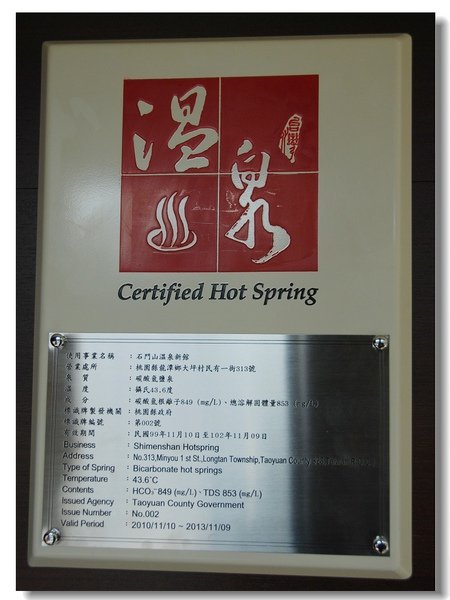 溫泉
台灣
Certified Hot Spring
使用事業名稱 : 石門山溫泉新館
營業處所 : 桃園縣龍潭鄉大坪村民有一街313號
泉質 : 碳酸氫鹽泉
溫度 : 攝氏43.6度
成分 : 碳酸氫根離子849 (mg/L)、總溶解固體量853 (mg/L)
標識牌製發機關 : 桃園縣政府
標識牌編號 : 第002號
有效期間 : 民國99年11月10日至102年11月09日
Business : Shimenshan Hotspring
Address : No.313,Minyou 1 st St.,Longtan Township,Taoyuan County
Type of Spring : Bicarbonate hot springs
Temperature : 43.6°C
Contents : HCO₃⁻ 849 (mg/L)、TDS 853 (mg/L)
Issued Agency : Taoyuan County Government
Issue Number : No.002
Valid Period : 2010/11/10 ~ 2013/11/09